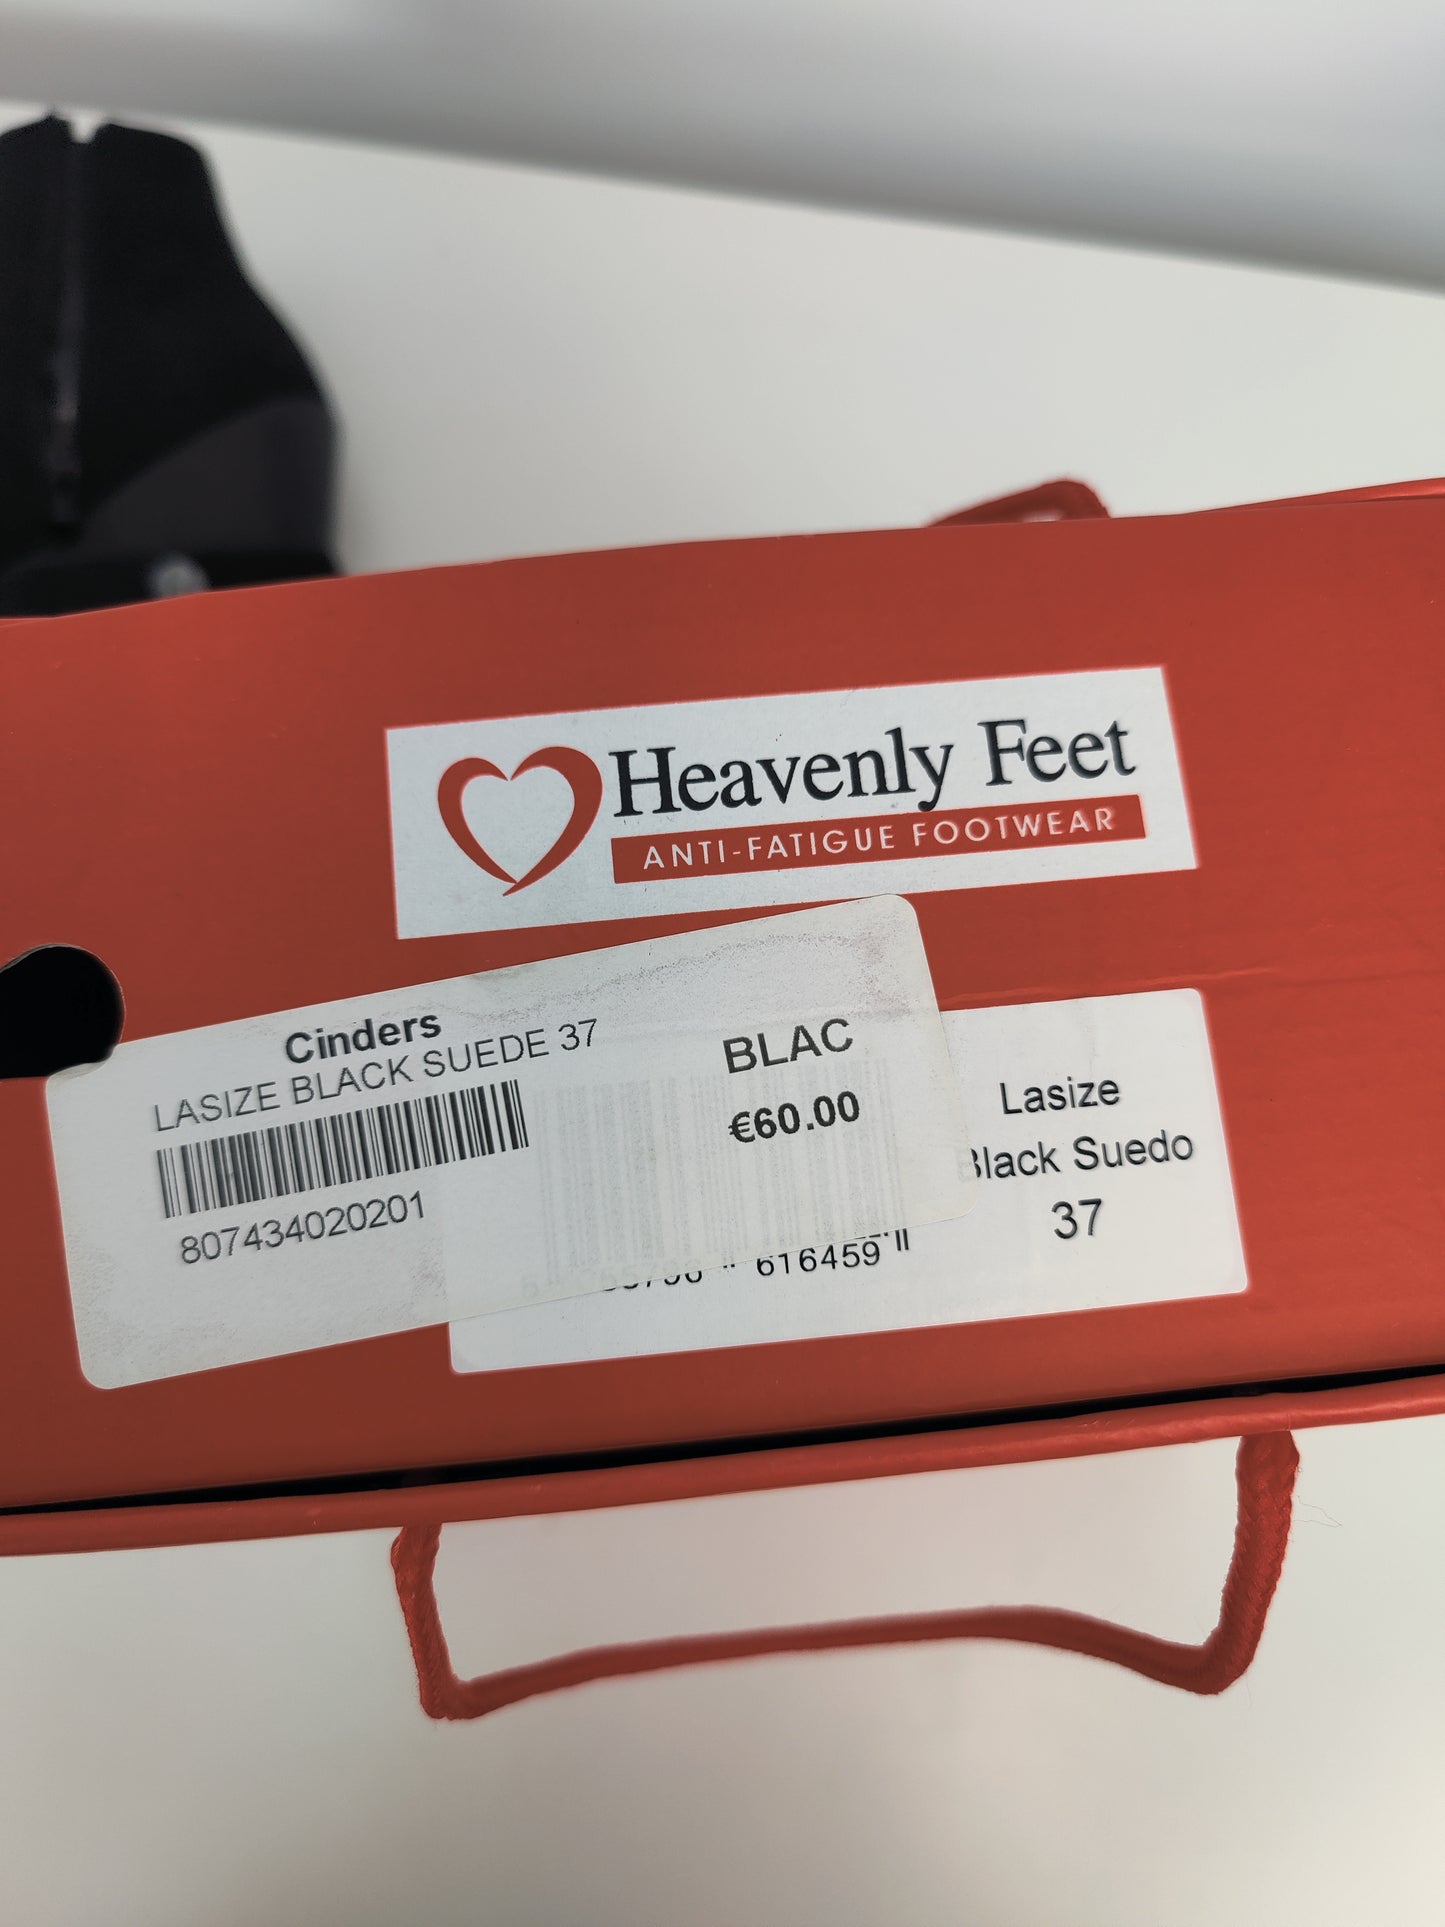 Heavenly Feet
ANTI-FATIGUE FOOTWEAR
Cinders
LASIZE BLACK SUEDE 37
807434020201
BLAC
€60.00
Lasize
Black Suedo
37
616459